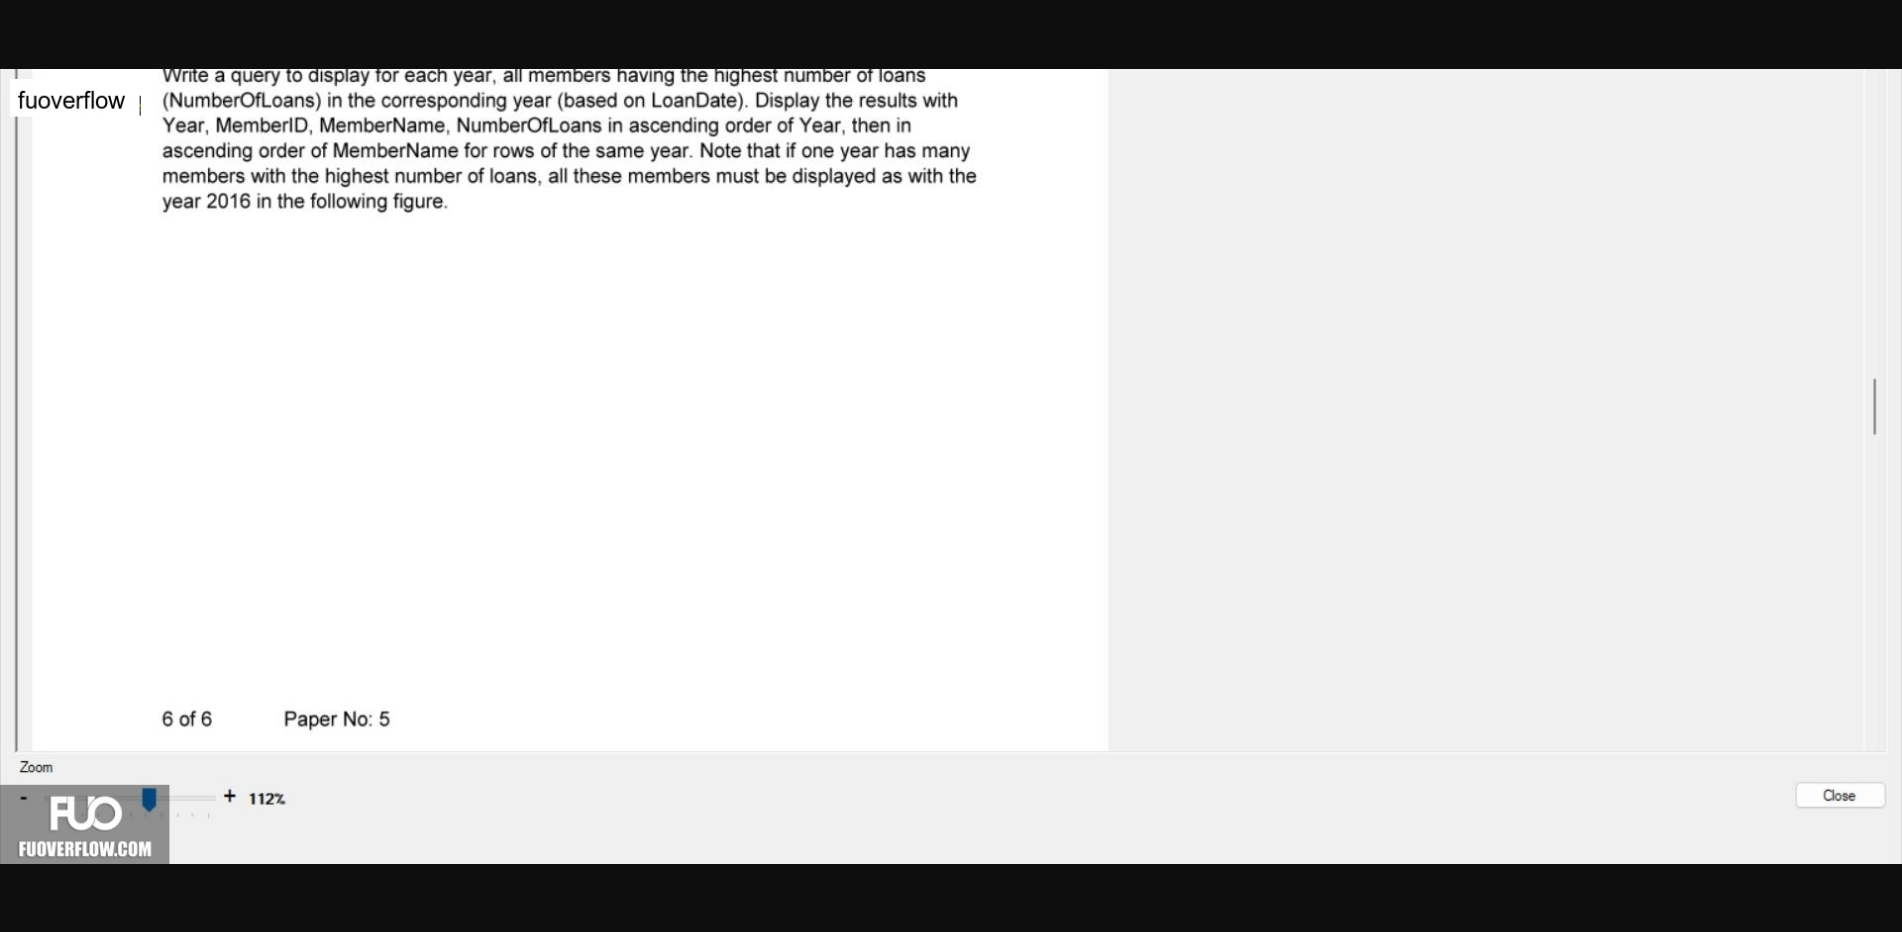 Write a query to display for each year, all members having the highest number of loans
fuoverflow
(NumberOfLoans) in the corresponding year (based on LoanDate). Display the results with
Year, MemberID, MemberName, NumberOfLoans in ascending order of Year, then in
ascending order of MemberName for rows of the same year. Note that if one year has many
members with the highest number of loans, all these members must be displayed as with the
year 2016 in the following figure.
6 of 6 Paper No: 5
Zoom
- + 112%
Close
FUO
FUOVERFLOW.COM